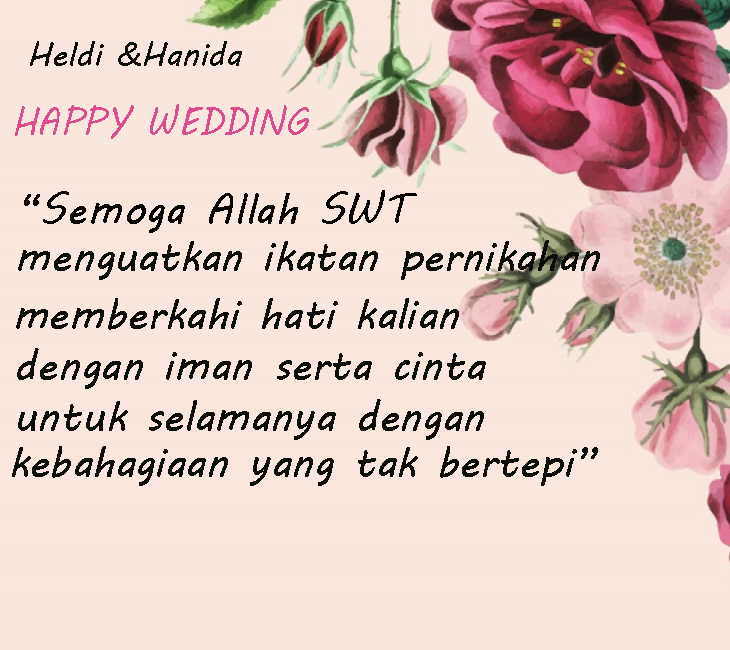 Heldi &Hanida
HAPPY WEDDING
“Semoga Allah SWT
menguatkan ikatan pernikahan
memberkahi hati kalian
dengan iman serta cinta
untuk selamanya dengan
kebahagiaan yang tak bertepi”